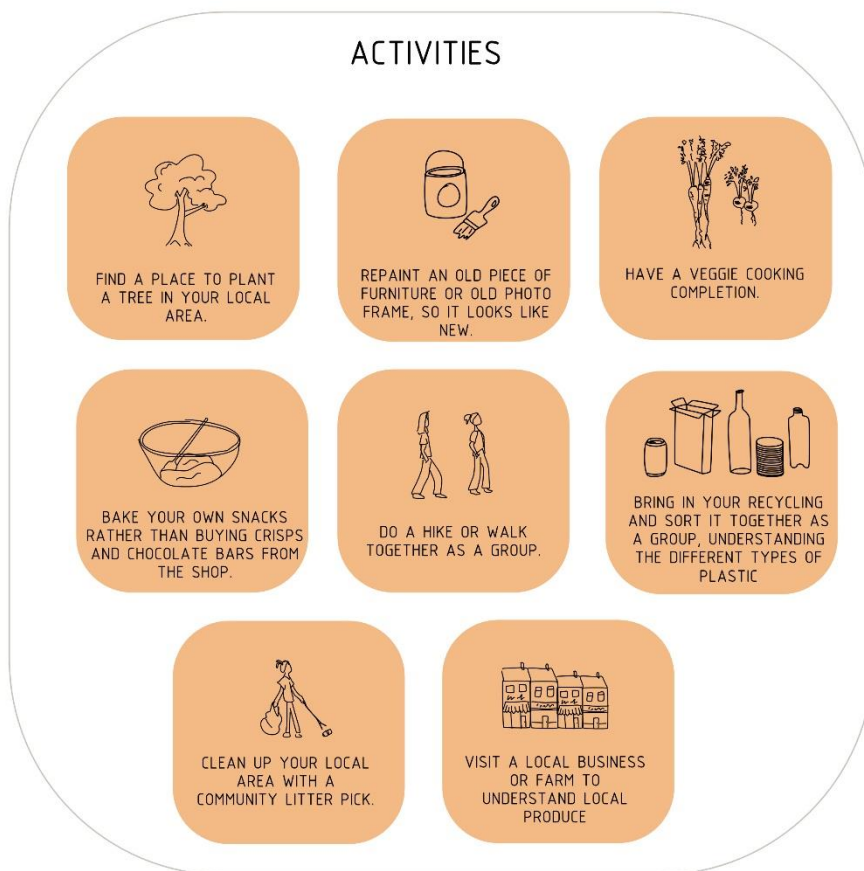 ACTIVITIES
FIND A PLACE TO PLANT
A TREE IN YOUR LOCAL
AREA.
REPAINT AN OLD PIECE OF
FURNITURE OR OLD PHOTO
FRAME, SO IT LOOKS LIKE
NEW.
HAVE A VEGGIE COOKING
COMPLETION.
BAKE YOUR OWN SNACKS
RATHER THAN BUYING CRISPS
AND CHOCOLATE BARS FROM
THE SHOP.
DO A HIKE OR WALK
TOGETHER AS A GROUP.
BRING IN YOUR RECYCLING
AND SORT IT TOGETHER AS
A GROUP, UNDERSTANDING
THE DIFFERENT TYPES OF
PLASTIC
CLEAN UP YOUR LOCAL
AREA WITH A
COMMUNITY LITTER PICK.
VISIT A LOCAL BUSINESS
OR FARM TO
UNDERSTAND LOCAL
PRODUCE